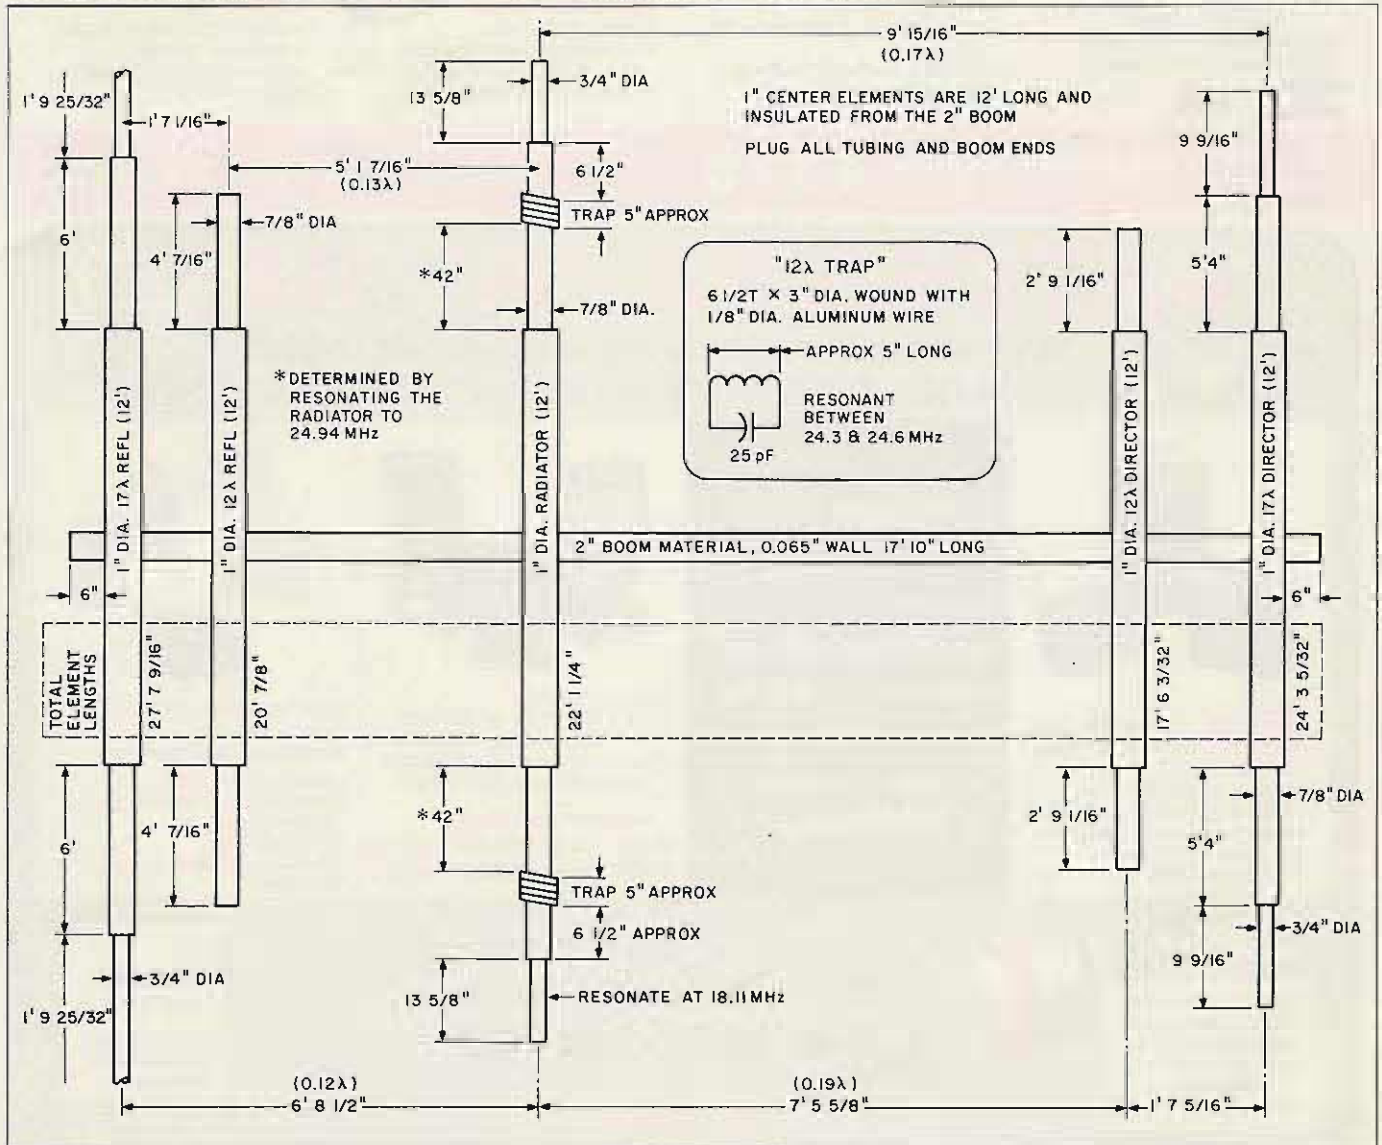 9' 15/16"
(0.17λ)
1' 9 25/32"
13 5/8"
3/4" DIA
1" CENTER ELEMENTS ARE 12' LONG AND
INSULATED FROM THE 2" BOOM
PLUG ALL TUBING AND BOOM ENDS
1' 7 1/16"
9 9/16"
5' 1 7/16"
(0.13λ)
6 1/2"
TRAP 5" APPROX
7/8" DIA
6'
4' 7/16"
*42"
7/8" DIA.
"12λ TRAP"
6 1/2T × 3" DIA. WOUND WITH
1/8" DIA. ALUMINUM WIRE
APPROX 5" LONG
RESONANT
BETWEEN
24.3 & 24.6 MHz
25 pF
2' 9 1/16"
5'4"
*DETERMINED BY
RESONATING THE
RADIATOR TO
24.94 MHz
1" DIA. 17λ REFL (12')
1" DIA. 12λ REFL (12')
1" DIA. RADIATOR (12')
1" DIA. 12λ DIRECTOR (12')
1" DIA. 17λ DIRECTOR (12')
2" BOOM MATERIAL, 0.065" WALL 17' 10" LONG
6"
6"
TOTAL
ELEMENT
LENGTHS
27' 7 9/16"
20' 7/8"
22' 1 1/4"
17' 6 3/32"
24' 3 5/32"
6'
4' 7/16"
*42"
2' 9 1/16"
7/8" DIA
5'4"
TRAP 5" APPROX
6 1/2" APPROX
3/4" DIA
9 9/16"
3/4" DIA
1' 9 25/32"
13 5/8"
RESONATE AT 18.11 MHz
(0.12λ)
6' 8 1/2"
(0.19λ)
7' 5 5/8"
1' 7 5/16"